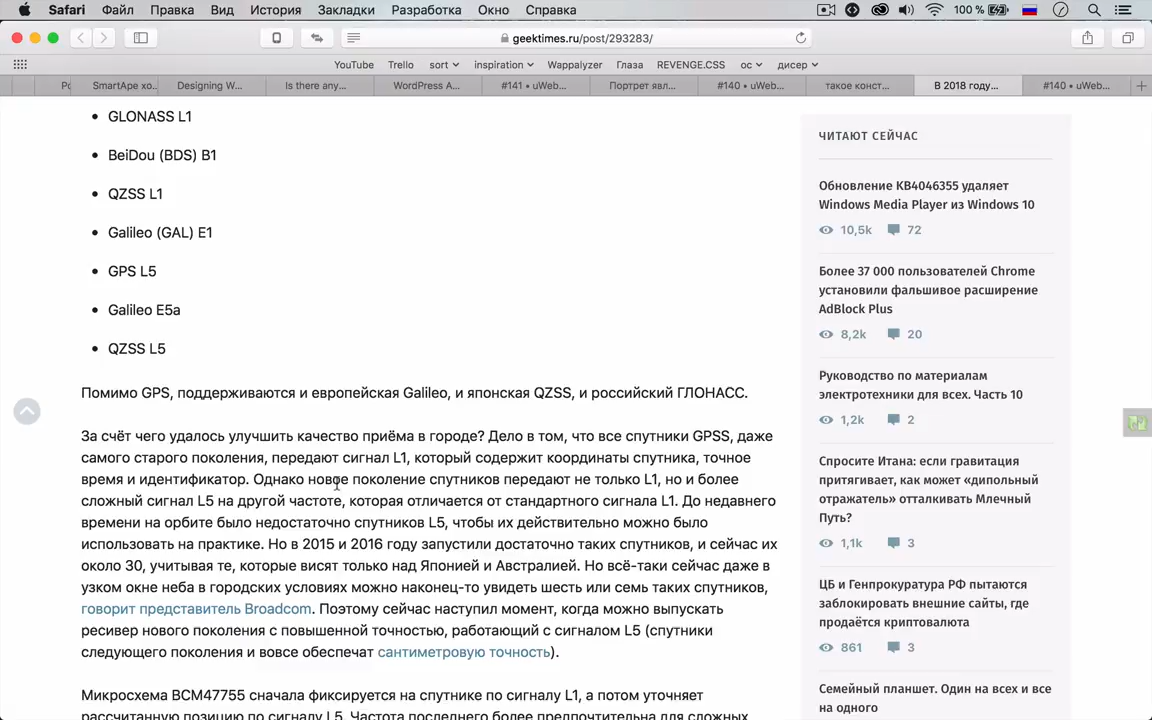 Safari Файл Правка Вид История Закладки Разработка Окно Справка 100 %
geektimes.ru/post/293283/
YouTube Trello sort inspiration Wappalyzer Глаза REVENGE.CSS ос дисер
SmartApe хо... Designing W... Is there any... WordPress A... #141 • uWeb... Портрет явл... #140 • uWeb... такое конст... В 2018 году... #140 • uWeb...
GLONASS L1
BeiDou (BDS) B1
QZSS L1
Galileo (GAL) E1
GPS L5
Galileo E5a
QZSS L5
Помимо GPS, поддерживаются и европейская Galileo, и японская QZSS, и российский ГЛОНАСС.
За счёт чего удалось улучшить качество приёма в городе? Дело в том, что все спутники GPSS, даже
самого старого поколения, передают сигнал L1, который содержит координаты спутника, точное
время и идентификатор. Однако новое поколение спутников передают не только L1, но и более
сложный сигнал L5 на другой частоте, которая отличается от стандартного сигнала L1. До недавнего
времени на орбите было недостаточно спутников L5, чтобы их действительно можно было
использовать на практике. Но в 2015 и 2016 году запустили достаточно таких спутников, и сейчас их
около 30, учитывая те, которые висят только над Японией и Австралией. Но всё-таки сейчас даже в
узком окне неба в городских условиях можно наконец-то увидеть шесть или семь таких спутников,
говорит представитель Broadcom. Поэтому сейчас наступил момент, когда можно выпускать
ресивер нового поколения с повышенной точностью, работающий с сигналом L5 (спутники
следующего поколения и вовсе обеспечат сантиметровую точность).
Микросхема BCM47755 сначала фиксируется на спутнике по сигналу L1, а потом уточняет
рассчитанную позицию по сигналу L5. Частота последнего более предпочтительна для сложных
ЧИТАЮТ СЕЙЧАС
Обновление KB4046355 удаляет
Windows Media Player из Windows 10
10,5k 72
Более 37 000 пользователей Chrome
установили фальшивое расширение
AdBlock Plus
8,2k 20
Руководство по материалам
электротехники для всех. Часть 10
1,2k 2
Спросите Итана: если гравитация
притягивает, как может «дипольный
отражатель» отталкивать Млечный
Путь?
1,1k 3
ЦБ и Генпрокуратура РФ пытаются
заблокировать внешние сайты, где
продаётся криптовалюта
861 3
Семейный планшет. Один на всех и все
на одного